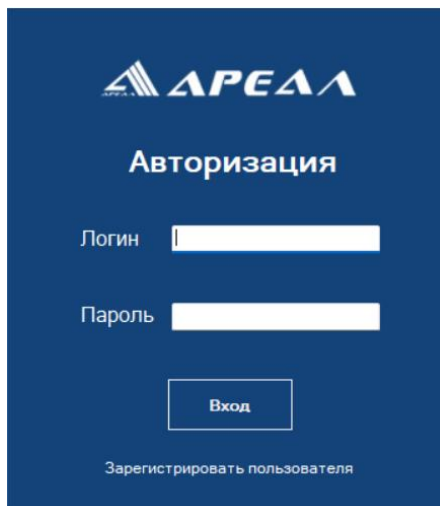 АРЕАЛ
Авторизация
Логин
Пароль
Вход
Зарегистрировать пользователя